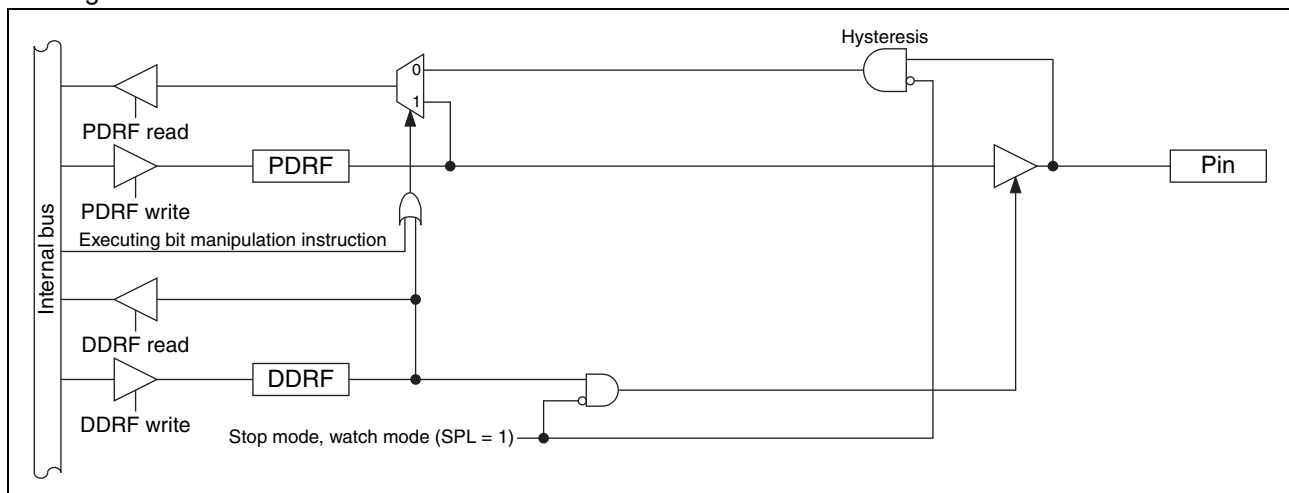 Hysteresis
0
1
PDRF read
PDRF
Pin
PDRF write
Executing bit manipulation instruction
Internal bus
DDRF read
DDRF
DDRF write
Stop mode, watch mode (SPL = 1)